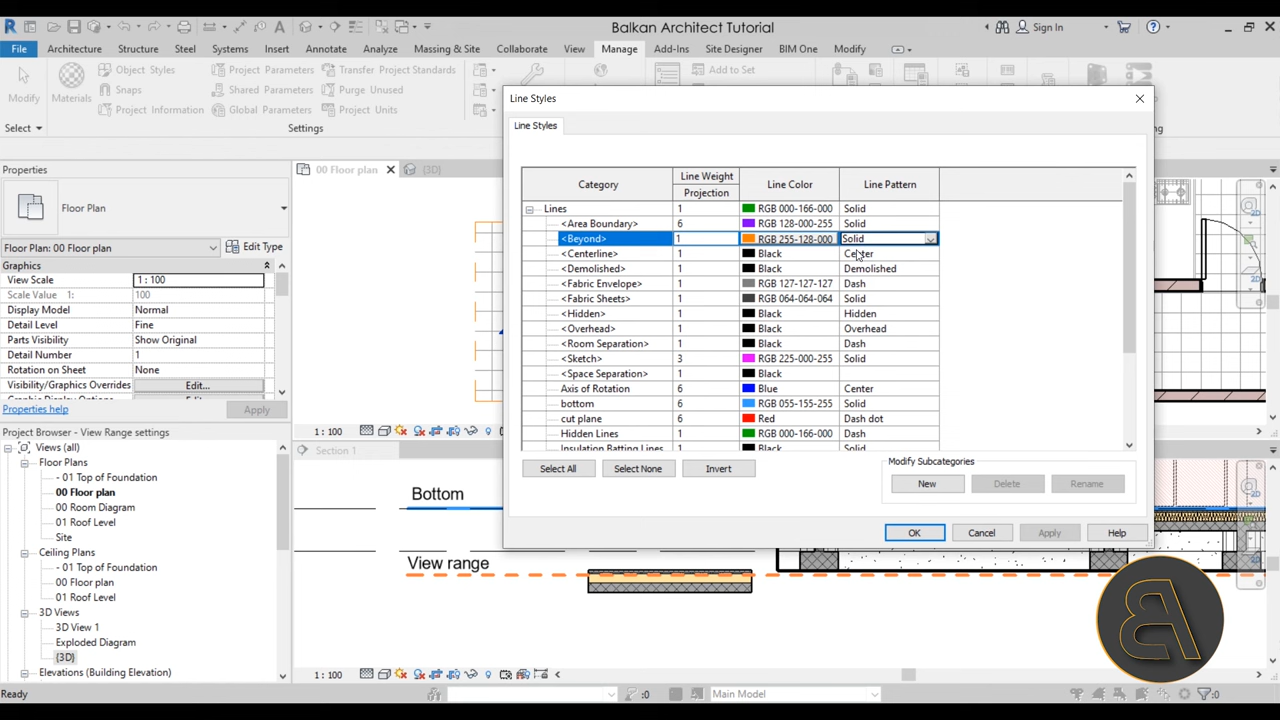 Balkan Architect Tutorial
Sign In
File Architecture Structure Steel Systems Insert Annotate Analyze Massing & Site Collaborate View Manage Add-Ins Site Designer BIM One Modify
Modify
Materials
Object Styles
Snaps
Project Information
Project Parameters
Shared Parameters
Global Parameters
Transfer Project Standards
Purge Unused
Project Units
Add to Set
Select
Settings
Properties
Floor Plan
Floor Plan: 00 Floor plan
Edit Type
Graphics
View Scale 1 : 100
Scale Value 1: 100
Display Model Normal
Detail Level Fine
Parts Visibility Show Original
Detail Number 1
Rotation on Sheet None
Visibility/Graphics Overrides Edit...
Properties help
Apply
Project Browser - View Range settings
Views (all)
Floor Plans
- 01 Top of Foundation
00 Floor plan
00 Room Diagram
01 Roof Level
Site
Ceiling Plans
- 01 Top of Foundation
00 Floor plan
01 Roof Level
3D Views
3D View 1
Exploded Diagram
{3D}
Elevations (Building Elevation)
Ready
00 Floor plan
{3D}
1 : 100
Section 1
Bottom
View range
1 : 100
:0
Main Model
:0
Line Styles
Line Styles
Category
Line Weight
Projection
Line Color
Line Pattern
Lines 1 RGB 000-166-000 Solid
<Area Boundary> 6 RGB 128-000-255 Solid
<Beyond> 1 RGB 255-128-000 Solid
<Centerline> 1 Black Center
<Demolished> 1 Black Demolished
<Fabric Envelope> 1 RGB 127-127-127 Dash
<Fabric Sheets> 1 RGB 064-064-064 Solid
<Hidden> 1 Black Hidden
<Overhead> 1 Black Overhead
<Room Separation> 1 Black Dash
<Sketch> 3 RGB 225-000-255 Solid
<Space Separation> 1 Black
Axis of Rotation 6 Blue Center
bottom 6 RGB 055-155-255 Solid
cut plane 6 Red Dash dot
Hidden Lines 1 RGB 000-166-000 Dash
Insulation Batting Lines 1 Black Solid
Select All
Select None
Invert
Modify Subcategories
New
Delete
Rename
OK
Cancel
Apply
Help